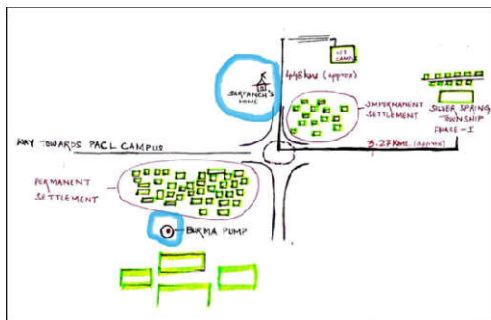 4.48 kms (approx)
SARPANCH'S
HOME
IMPERMANENT
SETTLEMENT
SILVER SPRING
TOWNSHIP
PHASE-I
WAY TOWARDS PACL CAMPUS
3.27 Kms. (approx)
PERMANENT
SETTLEMENT
BURMA PUMP